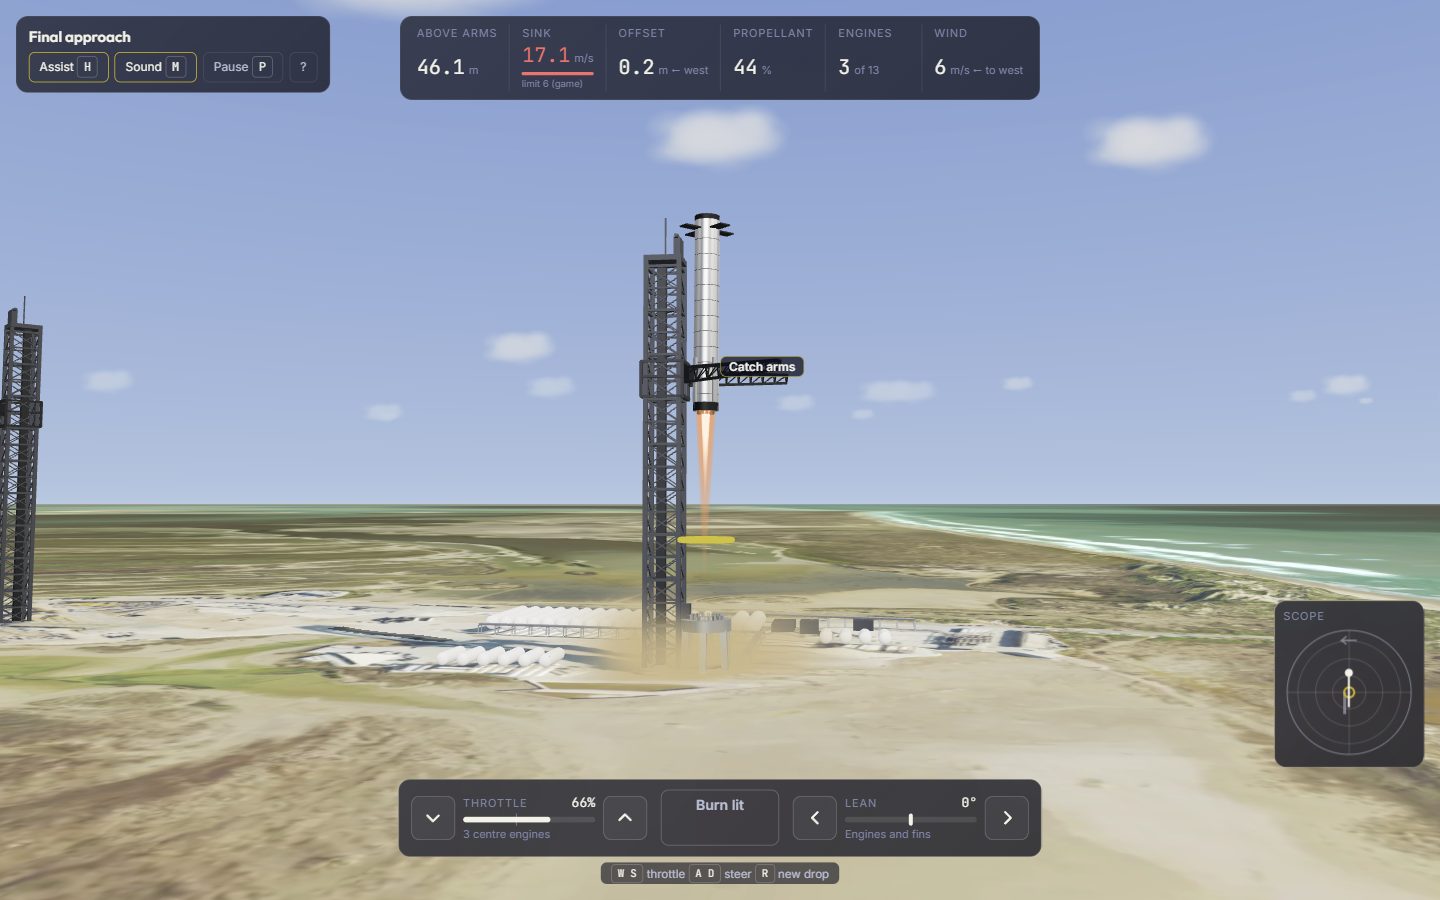 Final approach
Assist H Sound M Pause P ?
ABOVE ARMS
46.1 m
SINK
17.1 m/s
limit 6 (game)
OFFSET
0.2 m ← west
PROPELLANT
44 %
ENGINES
3 of 13
WIND
6 m/s ← to west
Catch arms
SCOPE
THROTTLE 66%
3 centre engines
Burn lit
LEAN 0°
Engines and fins
W S throttle A D steer R new drop